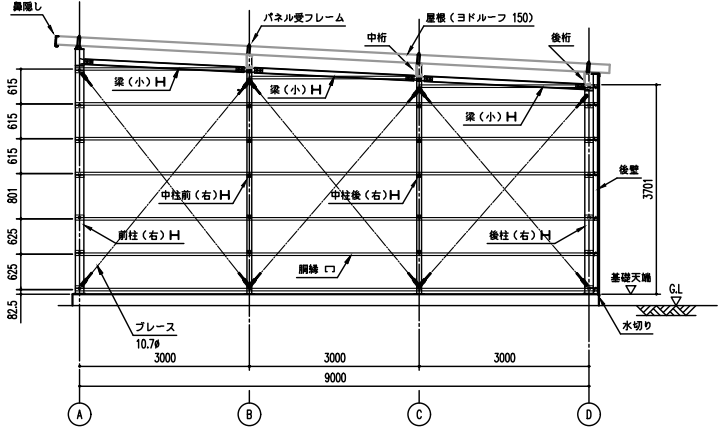 鼻隠し
パネル受フレーム
屋根（ヨドルーフ 150）
中桁
後桁
梁（小）H
梁（小）H
梁（小）H
615
615
615
801
625
625
82.5
中柱前（右）H
中柱後（右）H
後壁
3701
前柱（右）H
後柱（右）H
胴縁
基礎天端
G.L
水切り
ブレース
10.7φ
3000
3000
3000
9000
A
B
C
D